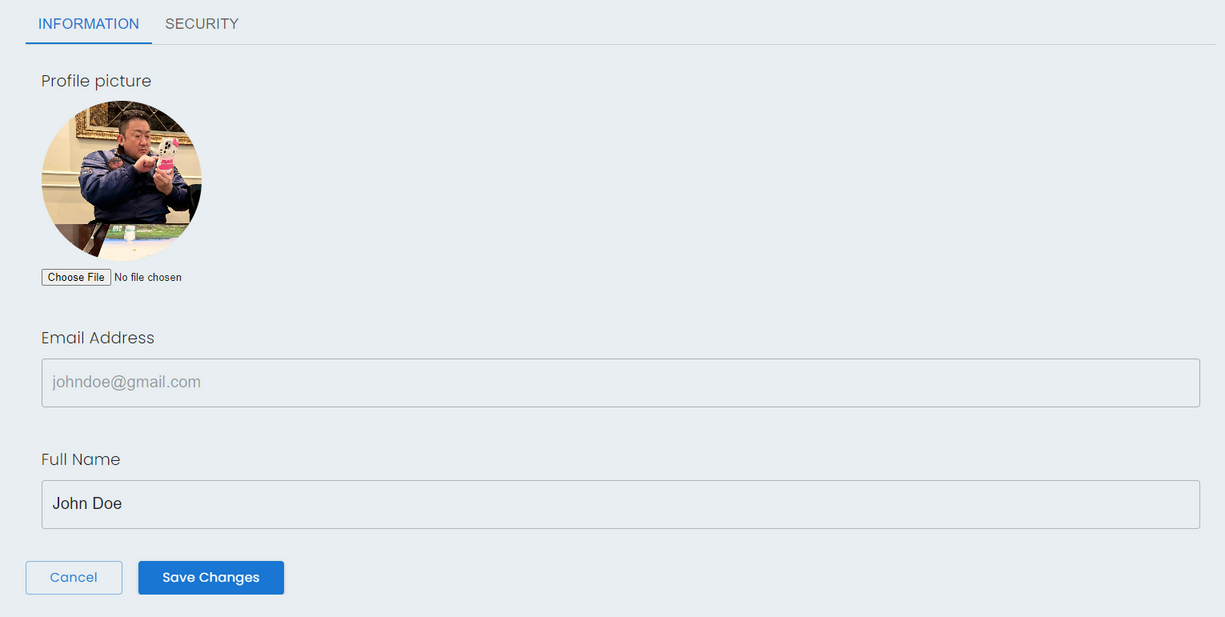 INFORMATION SECURITY
Profile picture
Choose File No file chosen
Email Address
johndoe@gmail.com
Full Name
John Doe
Cancel Save Changes